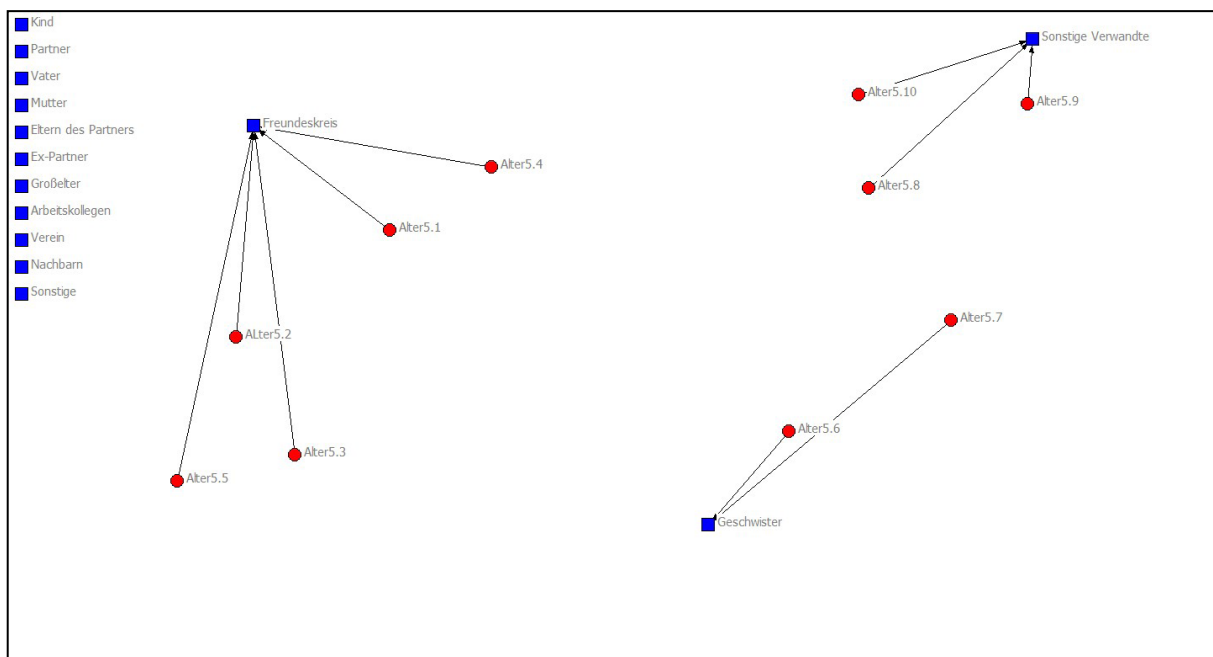 Kind
Partner
Vater
Mutter
Eltern des Partners
Ex-Partner
Großelter
Arbeitskollegen
Verein
Nachbarn
Sonstige
Freundeskreis
Alter5.4
Alter5.1
ALter5.2
Alter5.3
Alter5.5
Sonstige Verwandte
Alter5.10
Alter5.9
Alter5.8
Alter5.7
Alter5.6
Geschwister